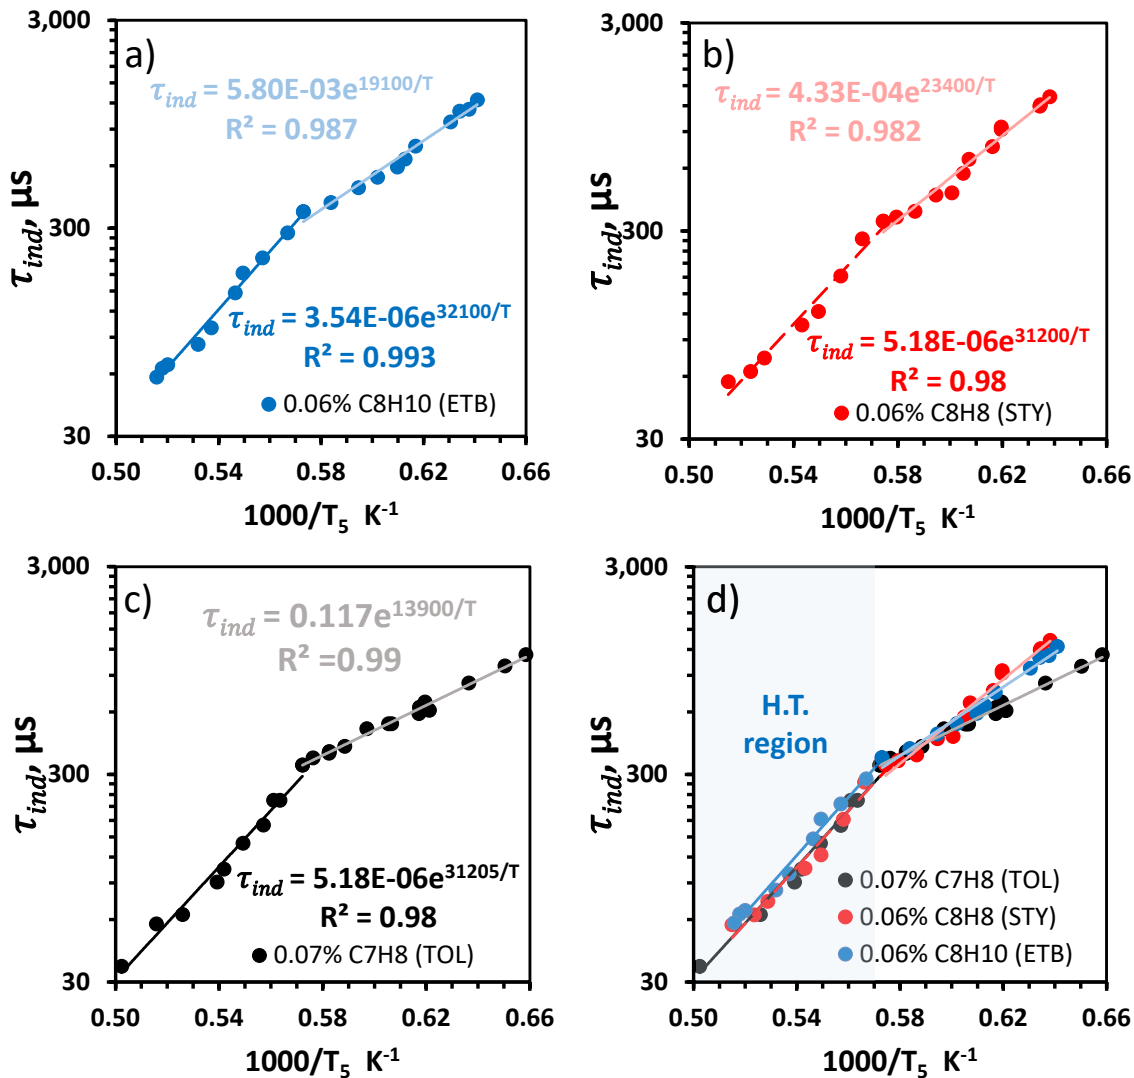 3,000
a)
τind = 5.80E-03e19100/T
R² = 0.987
300
τind, µs
τind = 3.54E-06e32100/T
R² = 0.993
0.06% C8H10 (ETB)
30
0.50 0.54 0.58 0.62 0.66
1000/T5 K-1
3,000
b)
τind = 4.33E-04e23400/T
R² = 0.982
300
τind, µs
τind = 5.18E-06e31200/T
R² = 0.98
0.06% C8H8 (STY)
30
0.50 0.54 0.58 0.62 0.66
1000/T5 K-1
3,000
c)
τind = 0.117e13900/T
R² =0.99
300
τind, µs
τind = 5.18E-06e31205/T
R² = 0.98
0.07% C7H8 (TOL)
30
0.50 0.54 0.58 0.62 0.66
1000/T5 K-1
3,000
d)
H.T.
region
300
τind, µs
0.07% C7H8 (TOL)
0.06% C8H8 (STY)
0.06% C8H10 (ETB)
30
0.50 0.54 0.58 0.62 0.66
1000/T5 K-1